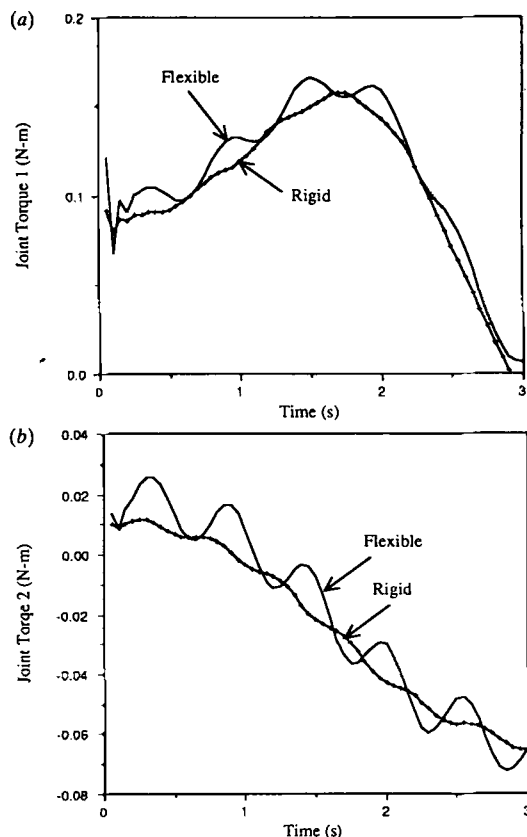 (a)
0.2
0.1
0.0
Joint Torque 1 (N-m)
Flexible
Rigid
0
1
2
3
Time (s)
(b)
0.04
0.02
0.00
-0.02
-0.04
-0.06
-0.08
Joint Torqe 2 (N-m)
Flexible
Rigid
0
1
2
3
Time (s)